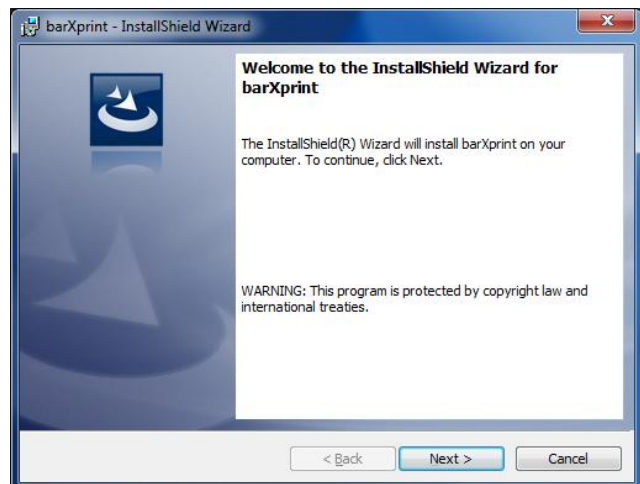 barXprint - InstallShield Wizard
Welcome to the InstallShield Wizard for
barXprint
The InstallShield(R) Wizard will install barXprint on your
computer. To continue, click Next.
WARNING: This program is protected by copyright law and
international treaties.
< Back
Next >
Cancel